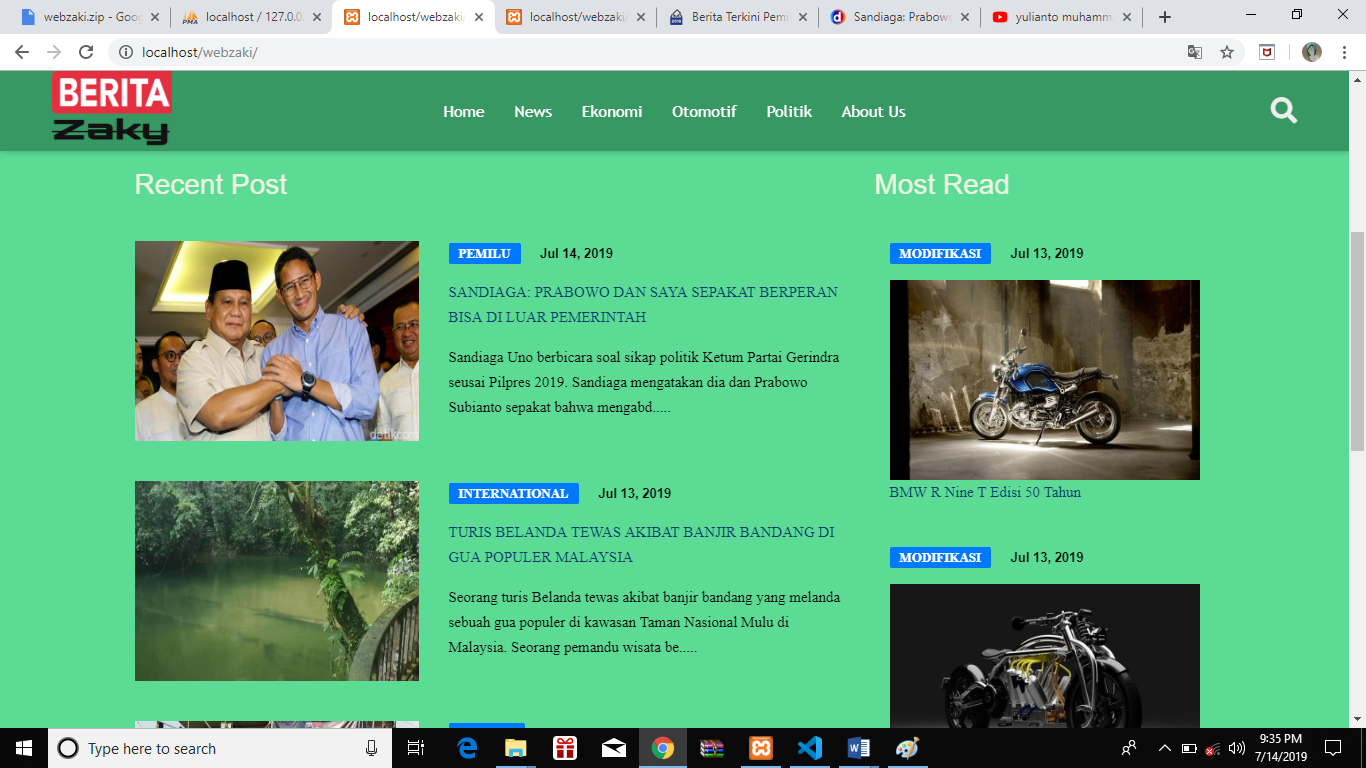 webzaki.zip - Goog
localhost / 127.0.0.
localhost/webzaki/
localhost/webzaki/
Berita Terkini Pemi
Sandiaga: Prabowo
yulianto muhamm
localhost/webzaki/
BERITA
Zaky
Home
News
Ekonomi
Otomotif
Politik
About Us
Recent Post
PEMILU
Jul 14, 2019
SANDIAGA: PRABOWO DAN SAYA SEPAKAT BERPERAN
BISA DI LUAR PEMERINTAH
Sandiaga Uno berbicara soal sikap politik Ketum Partai Gerindra
seusai Pilpres 2019. Sandiaga mengatakan dia dan Prabowo
Subianto sepakat bahwa mengabd.....
detikcom
INTERNATIONAL
Jul 13, 2019
TURIS BELANDA TEWAS AKIBAT BANJIR BANDANG DI
GUA POPULER MALAYSIA
Seorang turis Belanda tewas akibat banjir bandang yang melanda
sebuah gua populer di kawasan Taman Nasional Mulu di
Malaysia. Seorang pemandu wisata be.....
Most Read
MODIFIKASI
Jul 13, 2019
BMW R Nine T Edisi 50 Tahun
MODIFIKASI
Jul 13, 2019
Type here to search
9:35 PM
7/14/2019